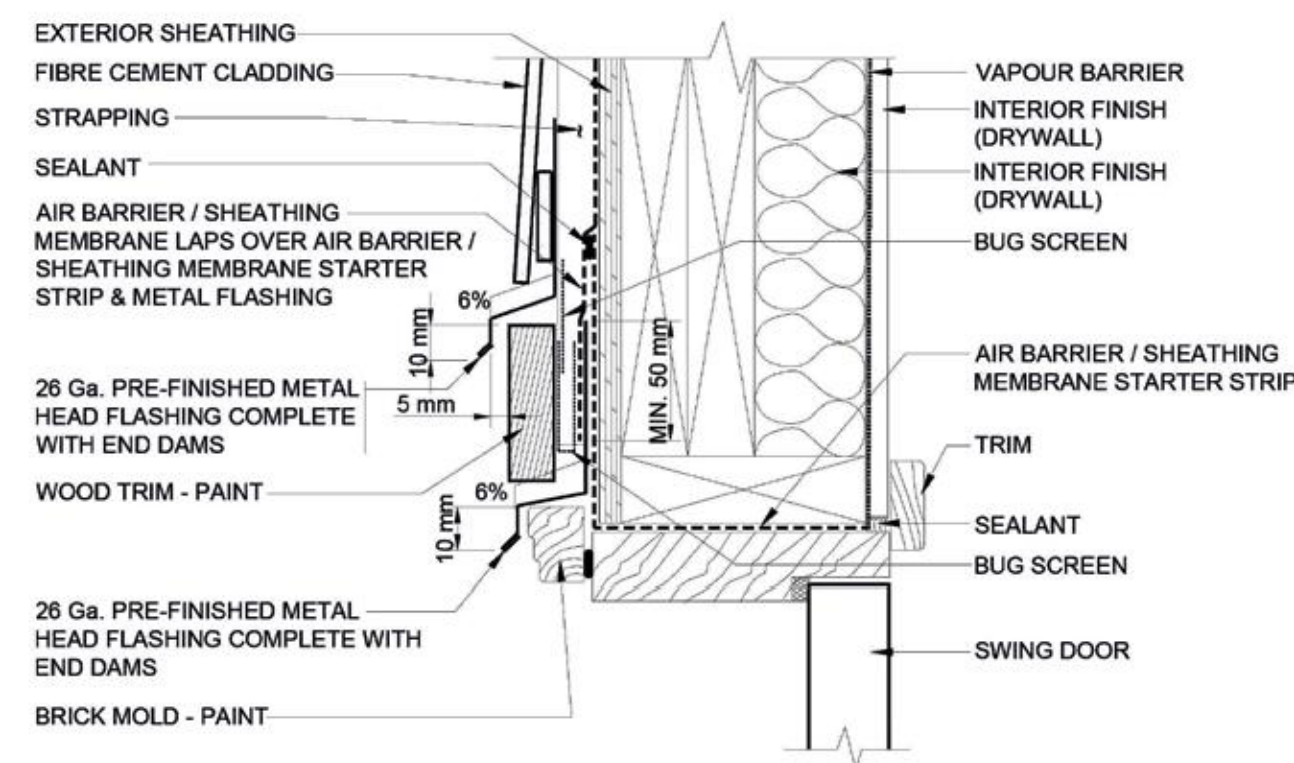 EXTERIOR SHEATHING
FIBRE CEMENT CLADDING
STRAPPING
SEALANT
AIR BARRIER / SHEATHING
MEMBRANE LAPS OVER AIR BARRIER /
SHEATHING MEMBRANE STARTER
STRIP & METAL FLASHING
6%
10 mm
26 Ga. PRE-FINISHED METAL
HEAD FLASHING COMPLETE
WITH END DAMS
5 mm
WOOD TRIM - PAINT
6%
10 mm
26 Ga. PRE-FINISHED METAL
HEAD FLASHING COMPLETE WITH
END DAMS
BRICK MOLD - PAINT
MIN. 50 mm
VAPOUR BARRIER
INTERIOR FINISH
(DRYWALL)
INTERIOR FINISH
(DRYWALL)
BUG SCREEN
AIR BARRIER / SHEATHING
MEMBRANE STARTER STRIP
TRIM
SEALANT
BUG SCREEN
SWING DOOR